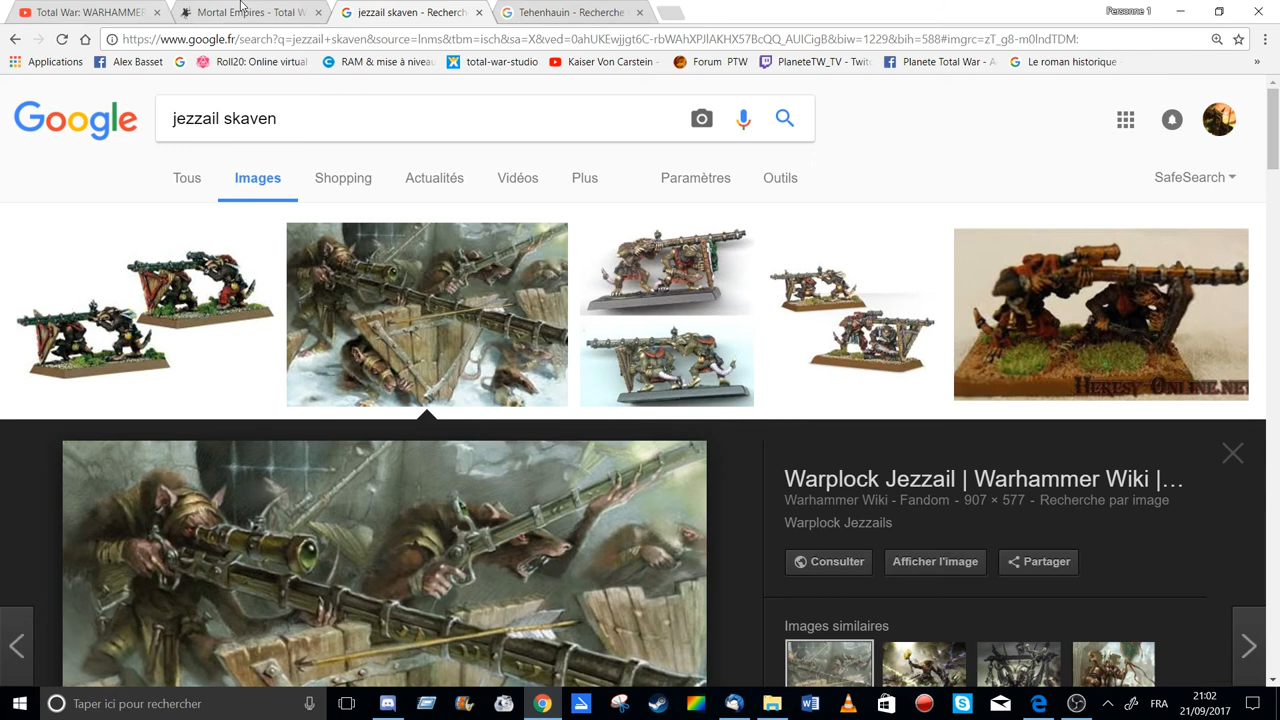 Total War: WARHAMMER
Mortal Empires - Total W
jezzail skaven - Recherch
Tehenhauin - Recherche
Personne 1
https://www.google.fr/search?q=jezzail+skaven&source=lnms&tbm=isch&sa=X&ved=0ahUKEwjjgt6C-rbWAhXPJlAKHX57BcQQ_AUICigB&biw=1229&bih=588#imgrc=zT_g8-m0lndTDM:
Applications
Alex Basset
Roll20: Online virtual
RAM & mise à niveau
total-war-studio
Kaiser Von Carstein -
Forum PTW
PlaneteTW_TV - Twitc
Planete Total War - A
Le roman historique -
»
Google
jezzail skaven
Tous
Images
Shopping
Actualités
Vidéos
Plus
Paramètres
Outils
SafeSearch
HERESY-ONLINE.NE
Warplock Jezzail | Warhammer Wiki |...
Warhammer Wiki - Fandom - 907 × 577 - Recherche par image
Warplock Jezzails
Consulter
Afficher l'image
Partager
Images similaires
Taper ici pour rechercher
FRA
21:02
21/09/2017